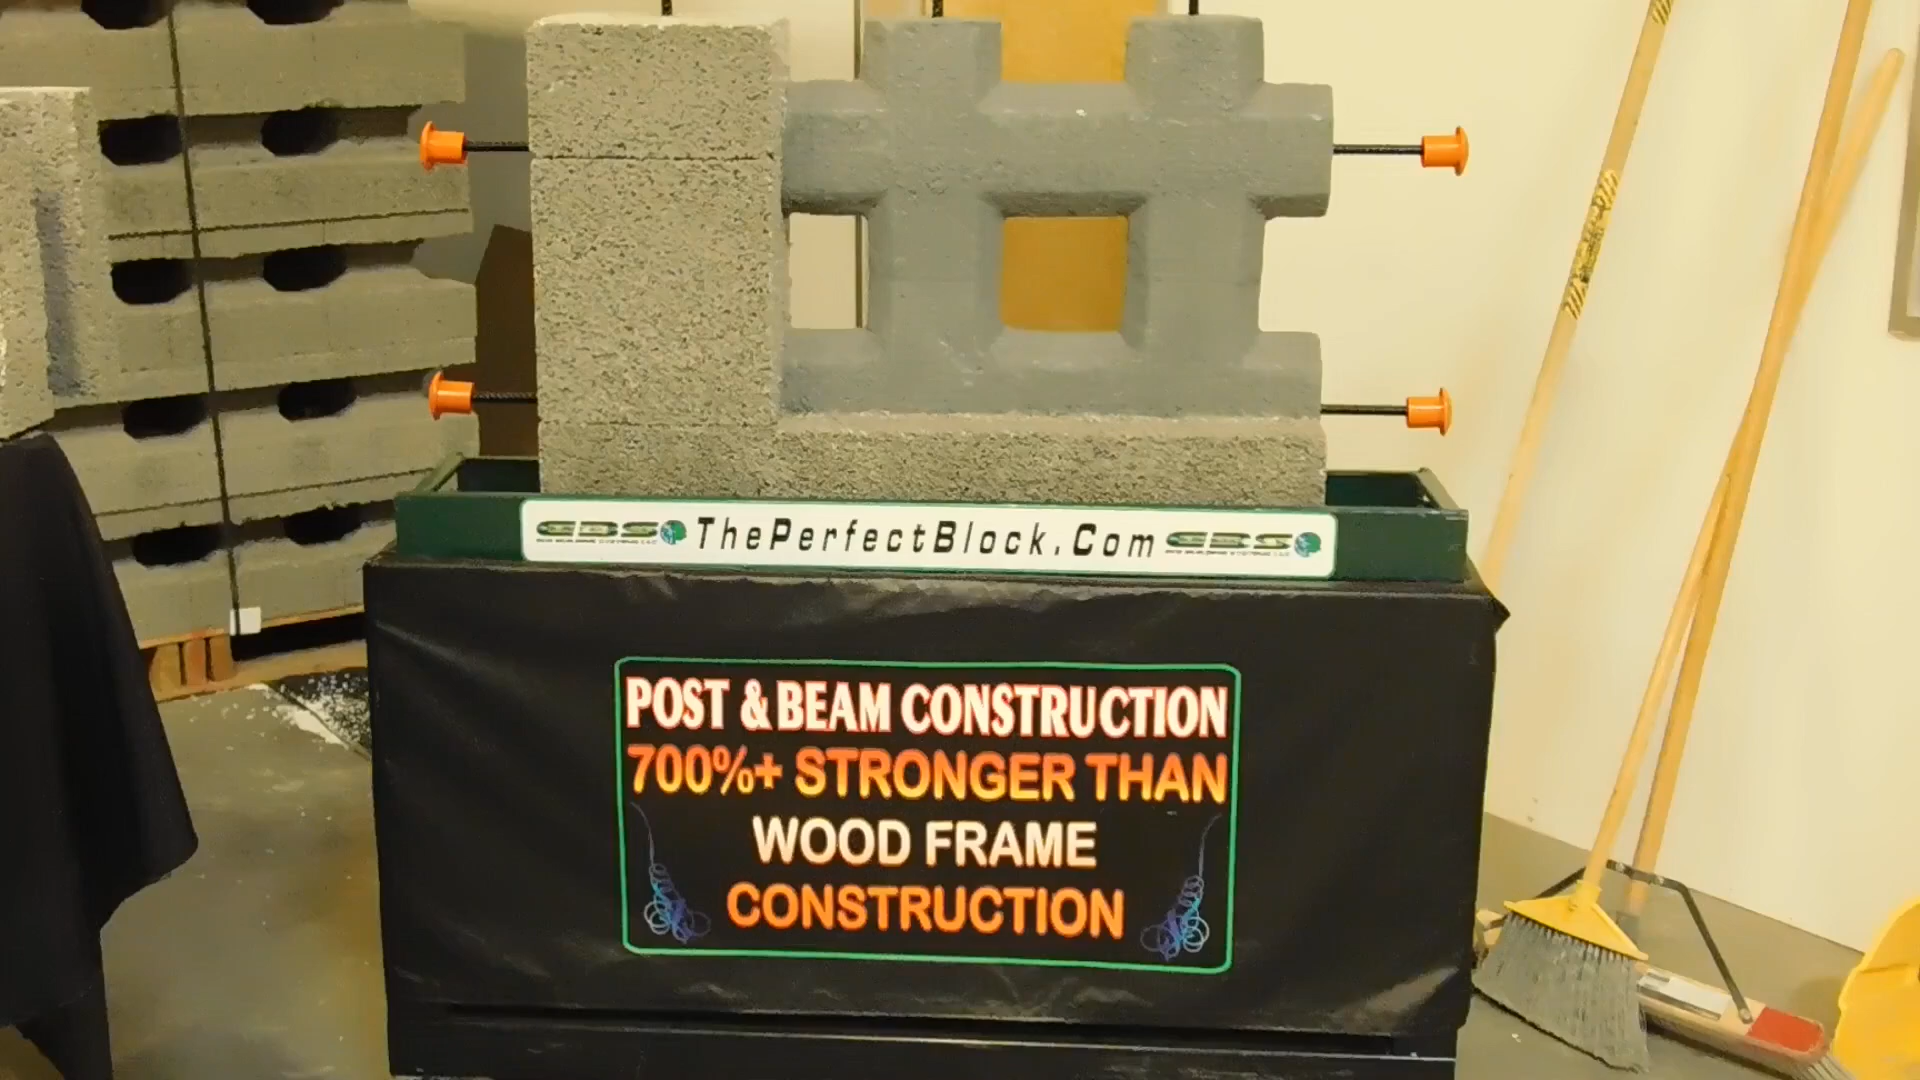 GBS ThePerfectBlock.Com GBS
POST & BEAM CONSTRUCTION
700%+ STRONGER THAN
WOOD FRAME
CONSTRUCTION